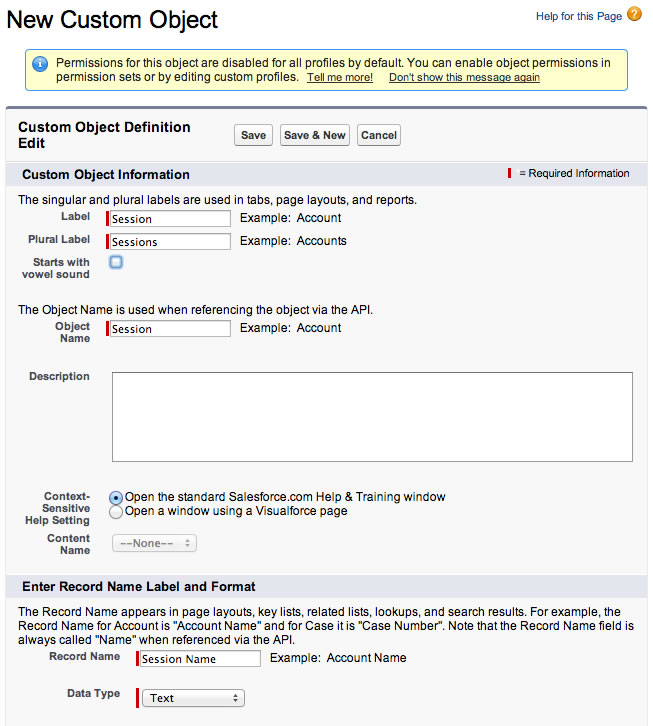 New Custom Object
Help for this Page ?
i Permissions for this object are disabled for all profiles by default. You can enable object permissions in
permission sets or by editing custom profiles. Tell me more! Don't show this message again
Custom Object Definition
Edit
Save Save & New Cancel
Custom Object Information
= Required Information
The singular and plural labels are used in tabs, page layouts, and reports.
Label Session Example: Account
Plural Label Sessions Example: Accounts
Starts with
vowel sound
The Object Name is used when referencing the object via the API.
Object
Name Session Example: Account
Description
Context-
Sensitive
Help Setting
Open the standard Salesforce.com Help & Training window
Open a window using a Visualforce page
Content
Name --None--
Enter Record Name Label and Format
The Record Name appears in page layouts, key lists, related lists, lookups, and search results. For example, the
Record Name for Account is "Account Name" and for Case it is "Case Number". Note that the Record Name field is
always called "Name" when referenced via the API.
Record Name Session Name Example: Account Name
Data Type Text